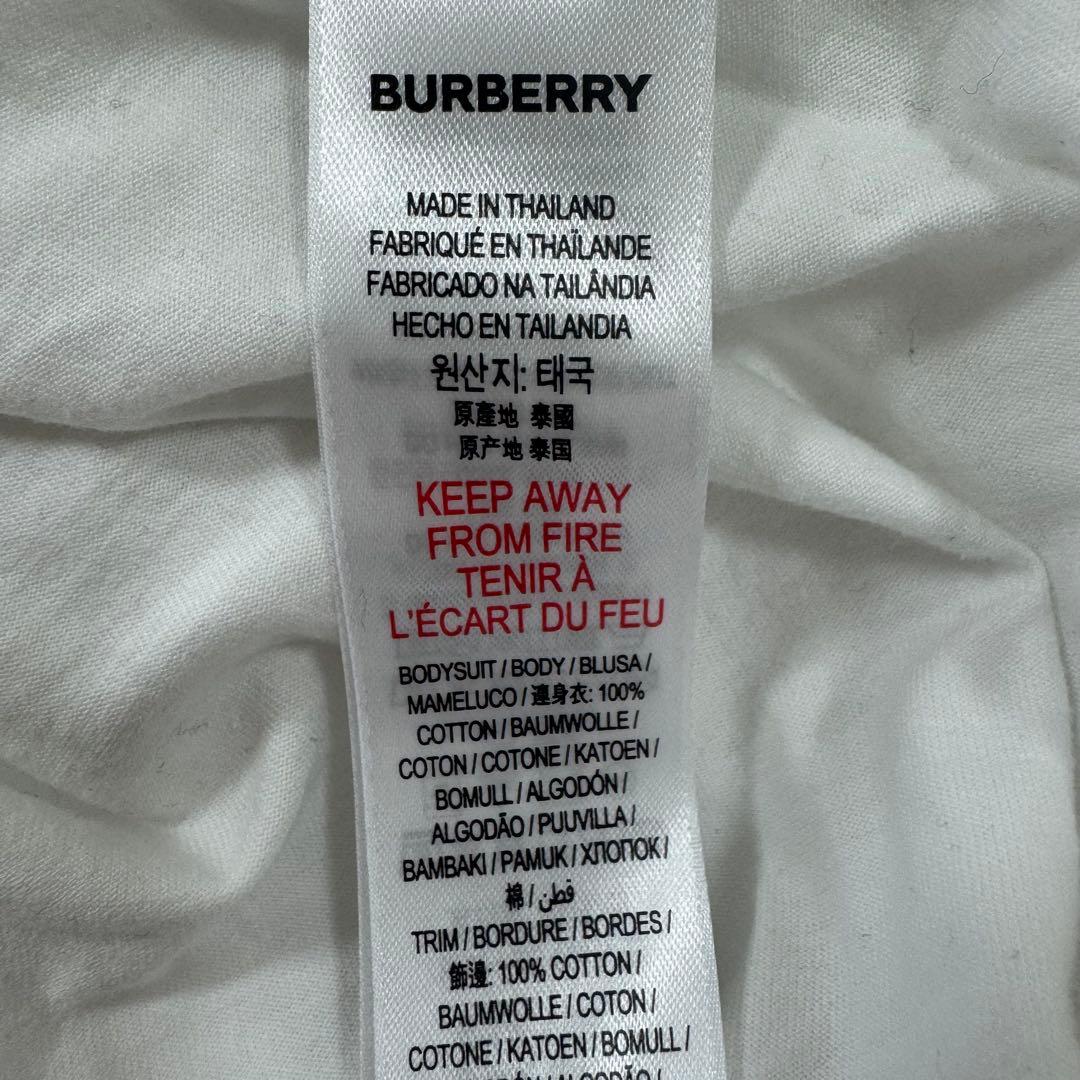 BURBERRY
MADE IN THAILAND
FABRIQUÉ EN THAÏLANDE
FABRICADO NA TAILÂNDIA
HECHO EN TAILANDIA
원산지: 태국
原產地 泰國
原产地 泰国
KEEP AWAY
FROM FIRE
TENIR À
L'ÉCART DU FEU
BODYSUIT / BODY / BLUSA /
MAMELUCO / 連身衣: 100%
COTTON / BAUMWOLLE /
COTON / COTONE / KATOEN /
BOMULL / ALGODÓN /
ALGODÃO / PUUVILLA /
BAMBAKI / PAMUK / ХЛОПОК /
棉 / قطن
TRIM / BORDURE / BORDES /
飾邊: 100% COTTON /
BAUMWOLLE / COTON /
COTONE / KATOEN / BOMULL /
ALGODÓN / ALGODÃO /